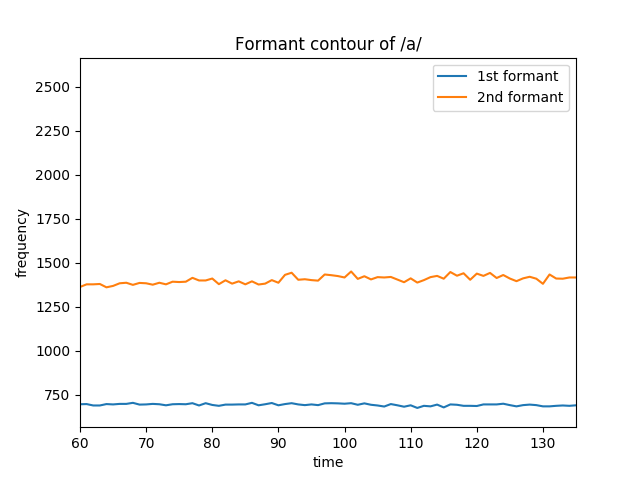 Formant contour of /a/
1st formant
2nd formant
2500
2250
2000
1750
1500
1250
1000
750
frequency
60 70 80 90 100 110 120 130
time